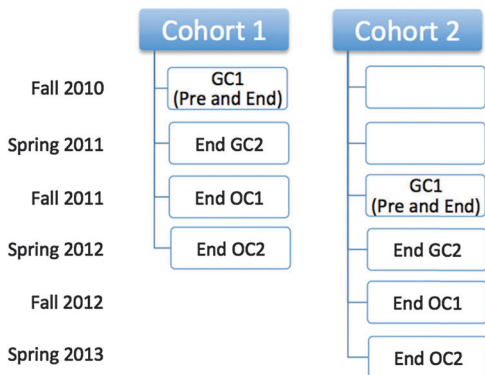 Cohort 1
Cohort 2
Fall 2010
GC1
(Pre and End)
Spring 2011
End GC2
Fall 2011
End OC1
GC1
(Pre and End)
Spring 2012
End OC2
End GC2
Fall 2012
End OC1
Spring 2013
End OC2